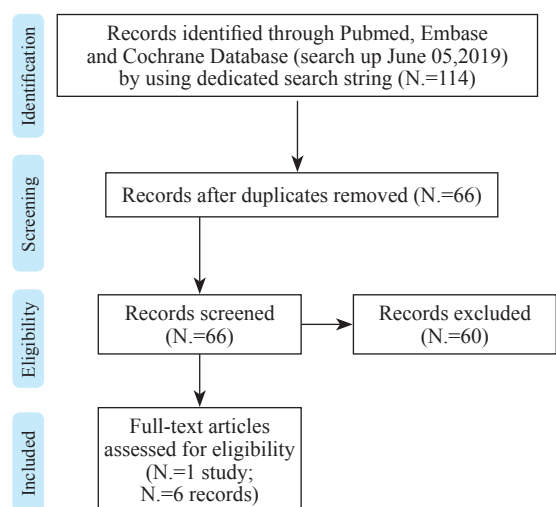 Identification
Records identified through Pubmed, Embase
and Cochrane Database (search up June 05,2019)
by using dedicated search string (N.=114)
Screening
Records after duplicates removed (N.=66)
Eligibility
Records screened
(N.=66)
Records excluded
(N.=60)
Included
Full-text articles
assessed for eligibility
(N.=1 study;
N.=6 records)